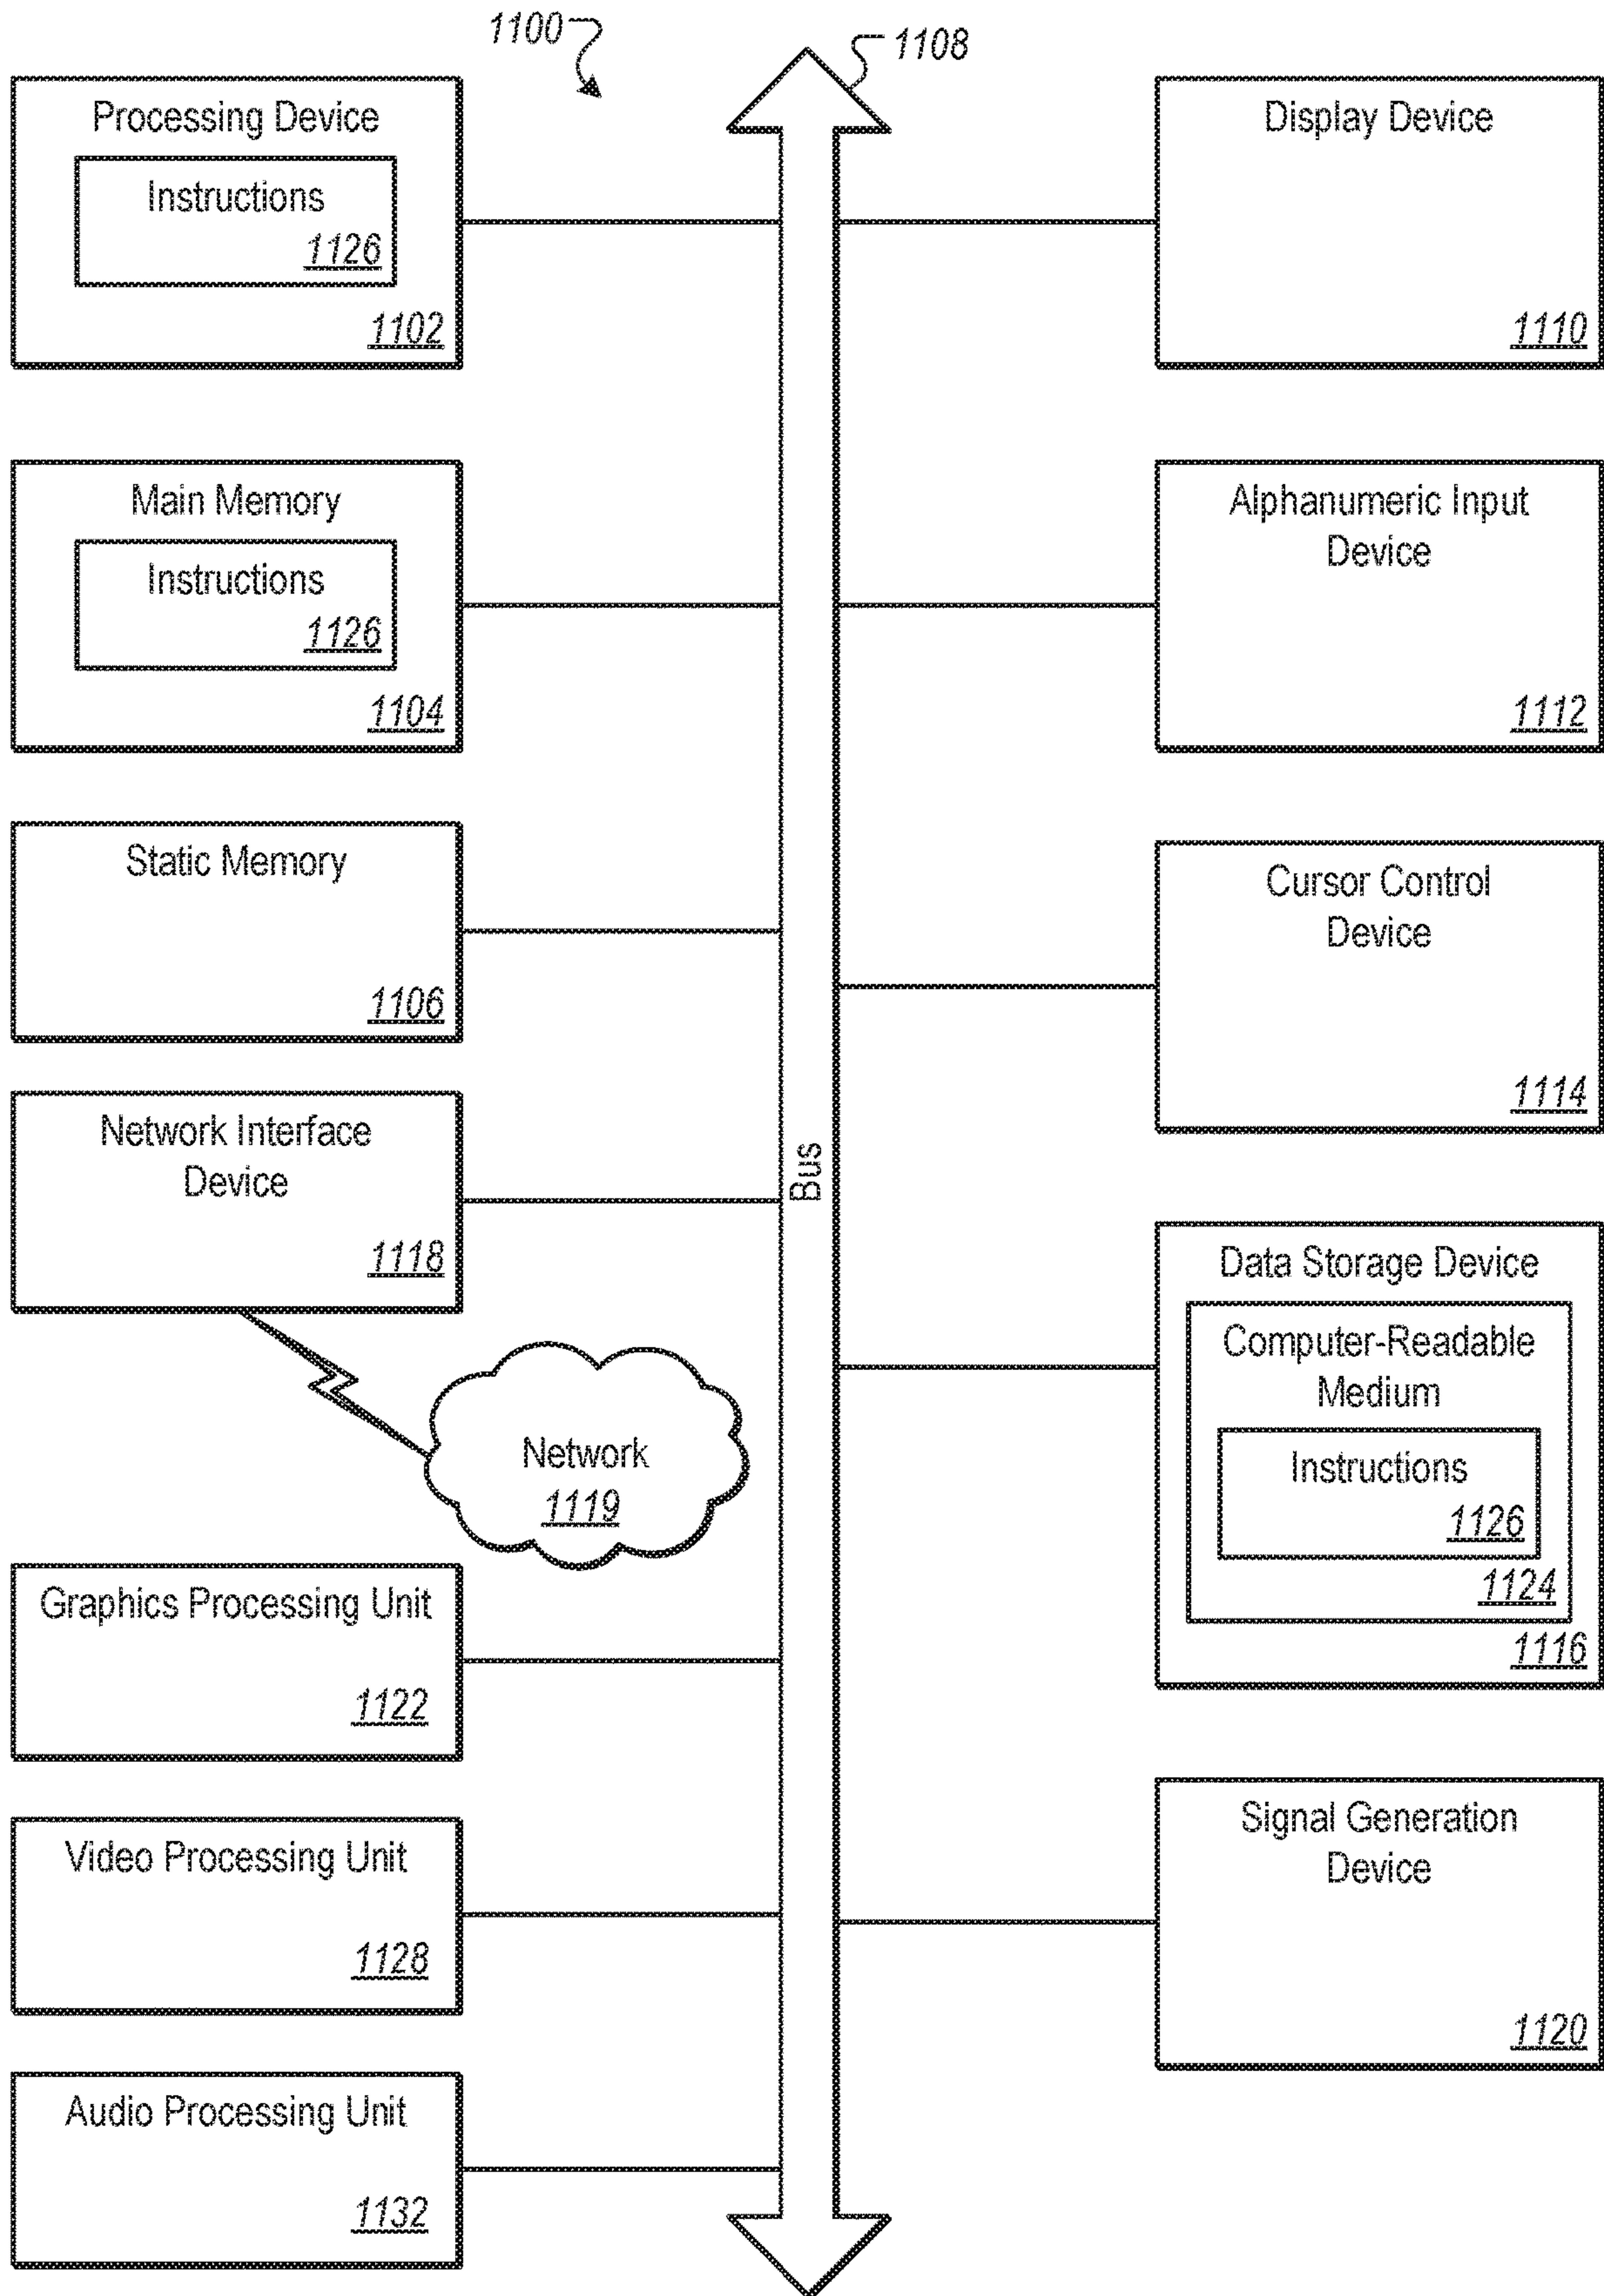 1100
1108
Processing Device
Instructions
1126
1102
Main Memory
Instructions
1126
1104
Static Memory
1106
Network Interface
Device
1118
Network
1119
Graphics Processing Unit
1122
Video Processing Unit
1128
Audio Processing Unit
1132
Bus
Display Device
1110
Alphanumeric Input
Device
1112
Cursor Control
Device
1114
Data Storage Device
Computer-Readable
Medium
Instructions
1126
1124
1116
Signal Generation
Device
1120